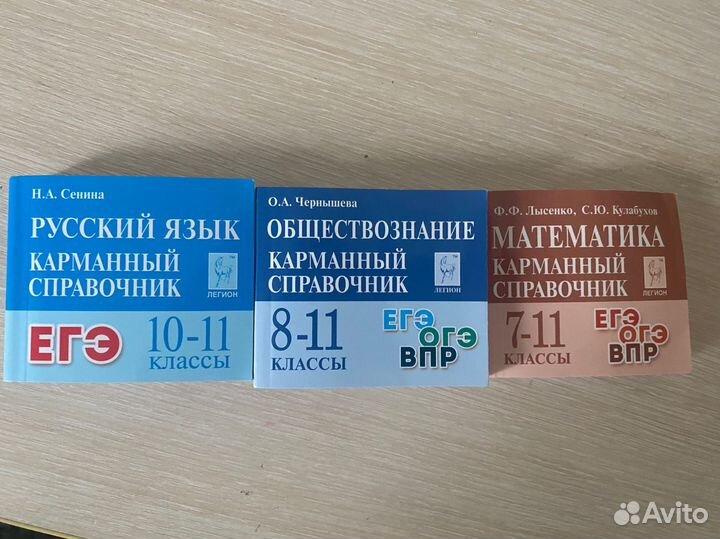 Н.А. Сенина
РУССКИЙ ЯЗЫК
КАРМАННЫЙ
СПРАВОЧНИК
ЛЕГИОН
ЕГЭ
10-11
КЛАССЫ
О.А. Чернышева
ОБЩЕСТВОЗНАНИЕ
КАРМАННЫЙ
СПРАВОЧНИК
ЛЕГИОН
8-11
КЛАССЫ
ЕГЭ
ОГЭ
ВПР
Ф.Ф. Лысенко, С.Ю. Кулабухов
МАТЕМАТИКА
КАРМАННЫЙ
СПРАВОЧНИК
ЛЕГИОН
7-11
КЛАССЫ
ЕГЭ
ОГЭ
ВПР
Avito